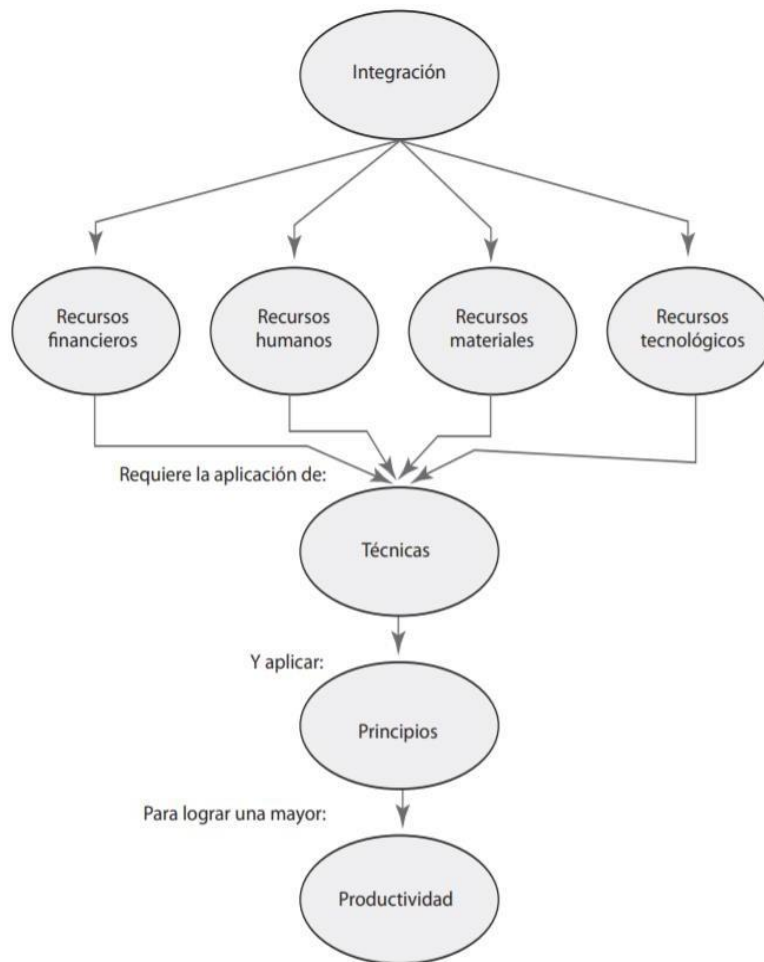 Integración
Recursos
financieros
Recursos
humanos
Recursos
materiales
Recursos
tecnológicos
Requiere la aplicación de:
Técnicas
Y aplicar:
Principios
Para lograr una mayor:
Productividad